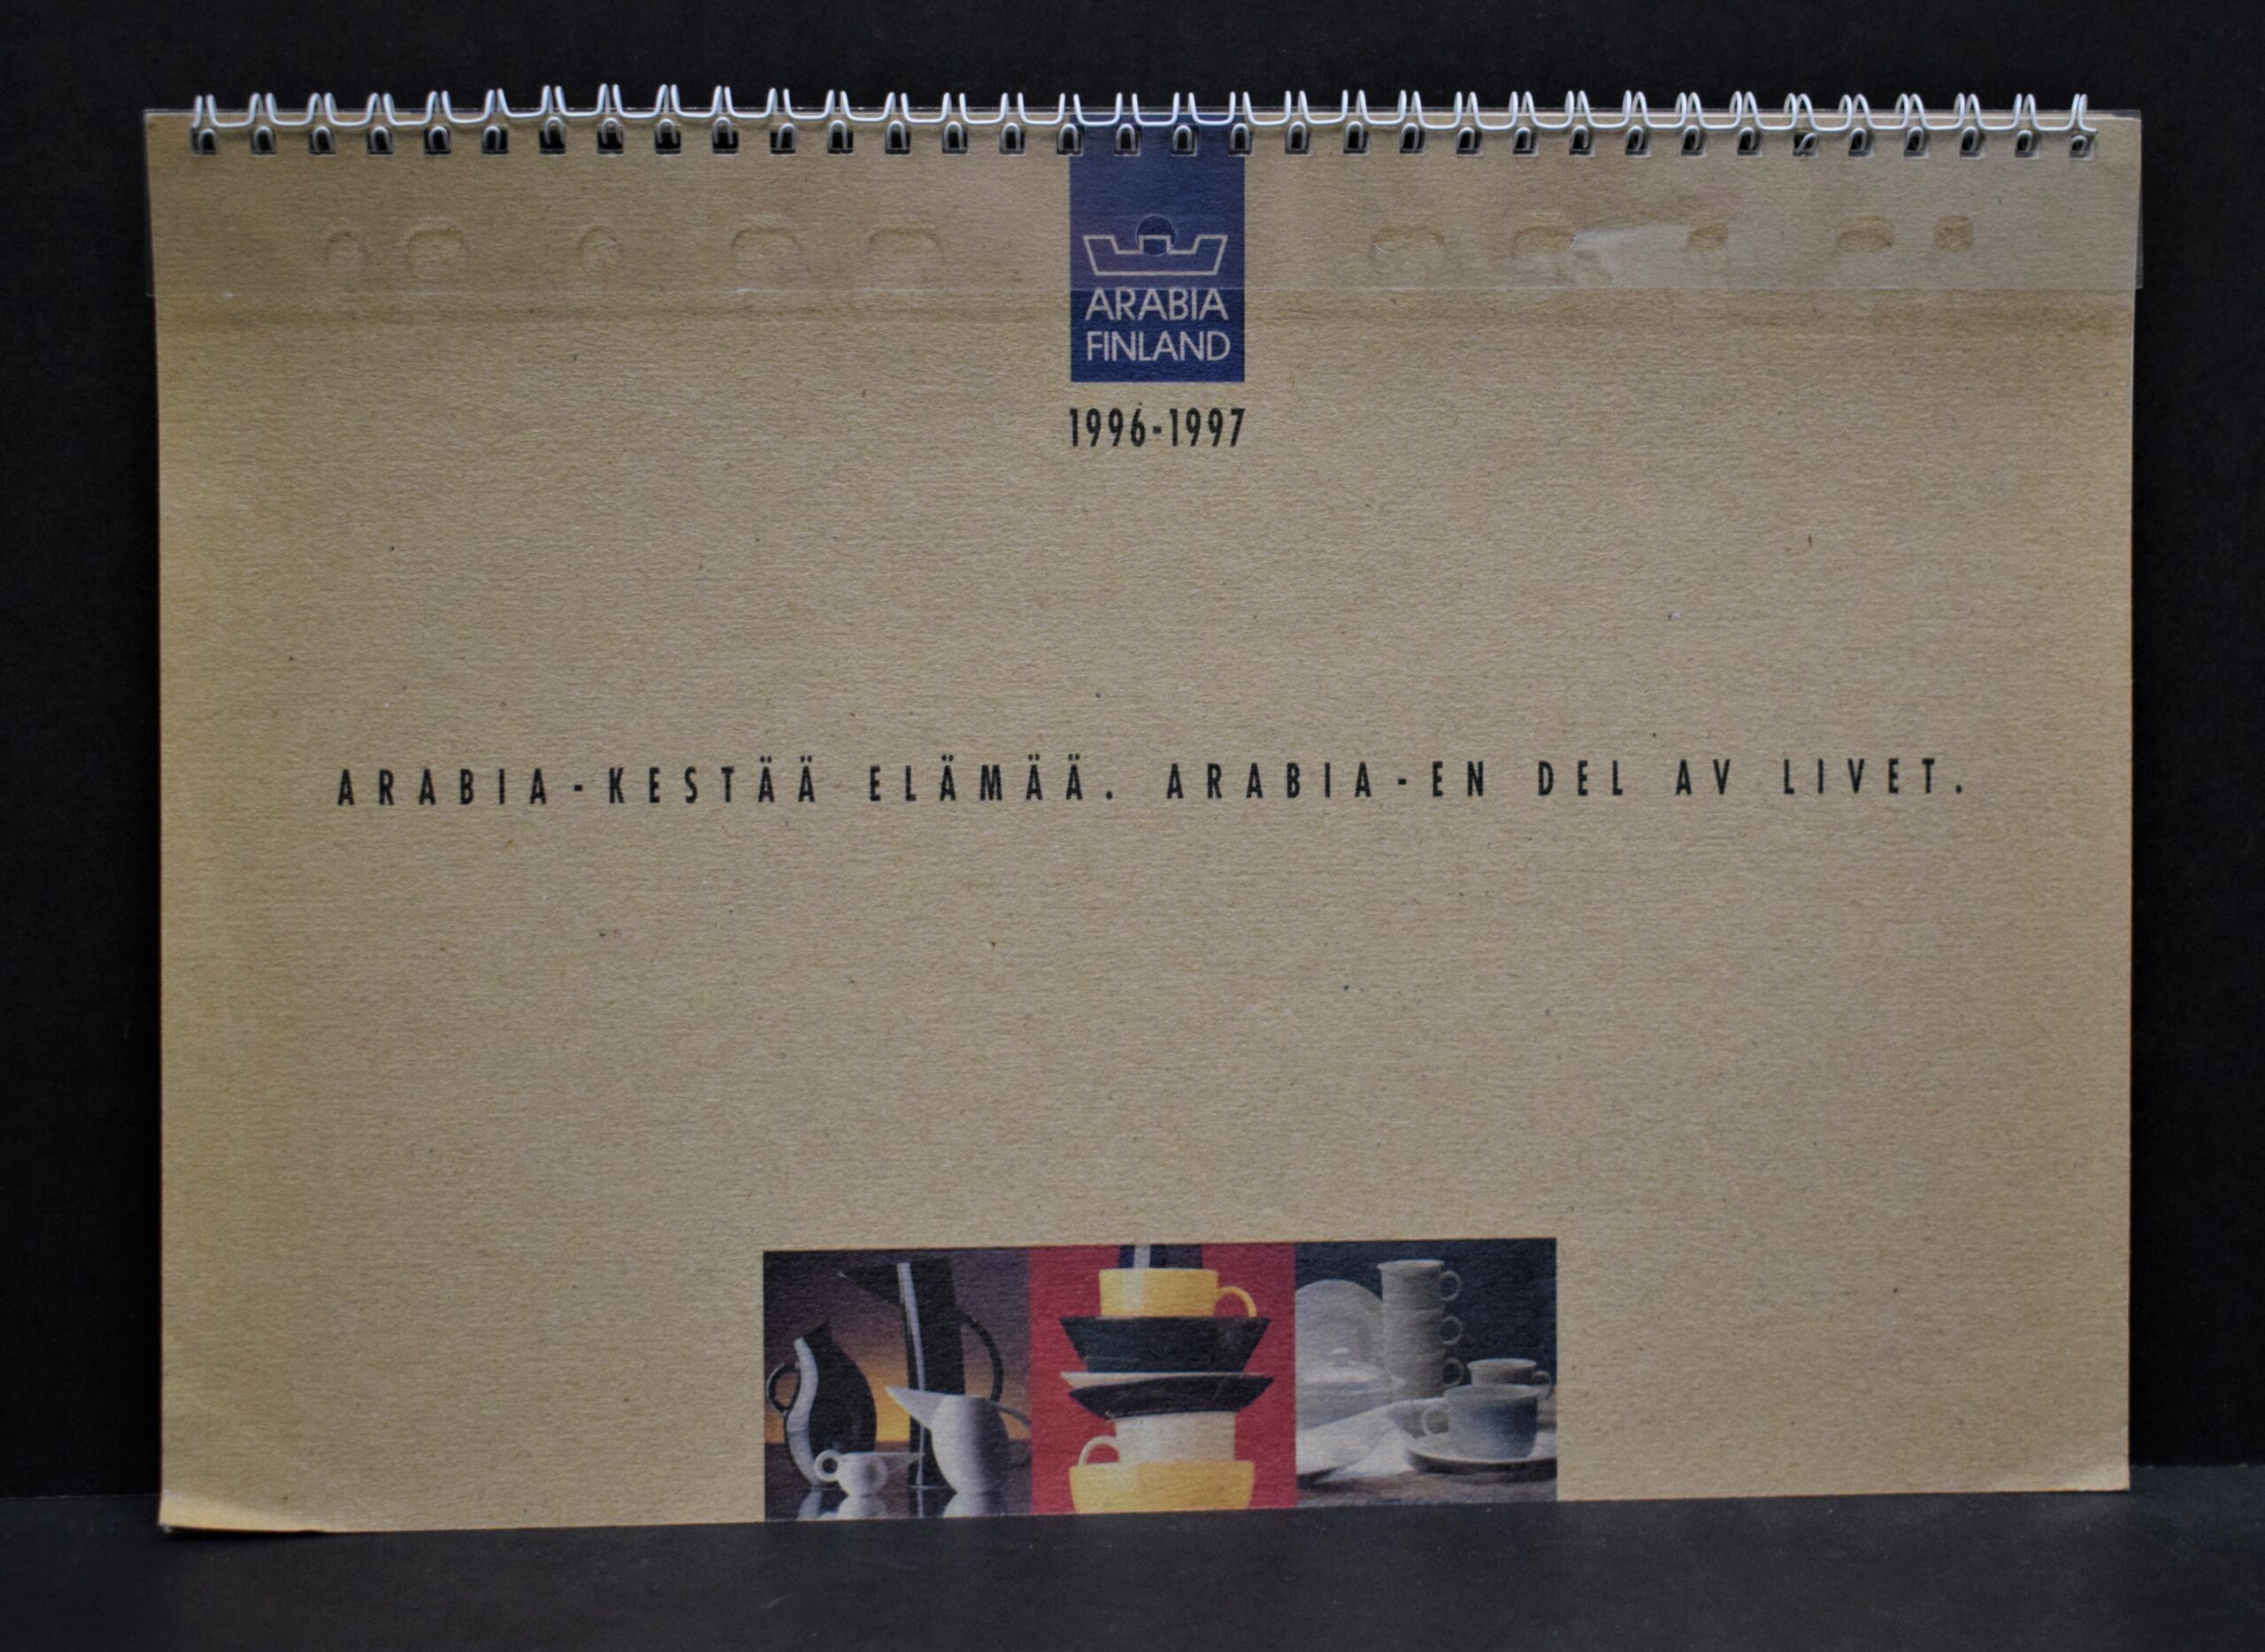 ARABIA
FINLAND
1996-1997
ARABIA-KESTÄÄ ELÄMÄÄ. ARABIA-EN DEL AV LIVET.